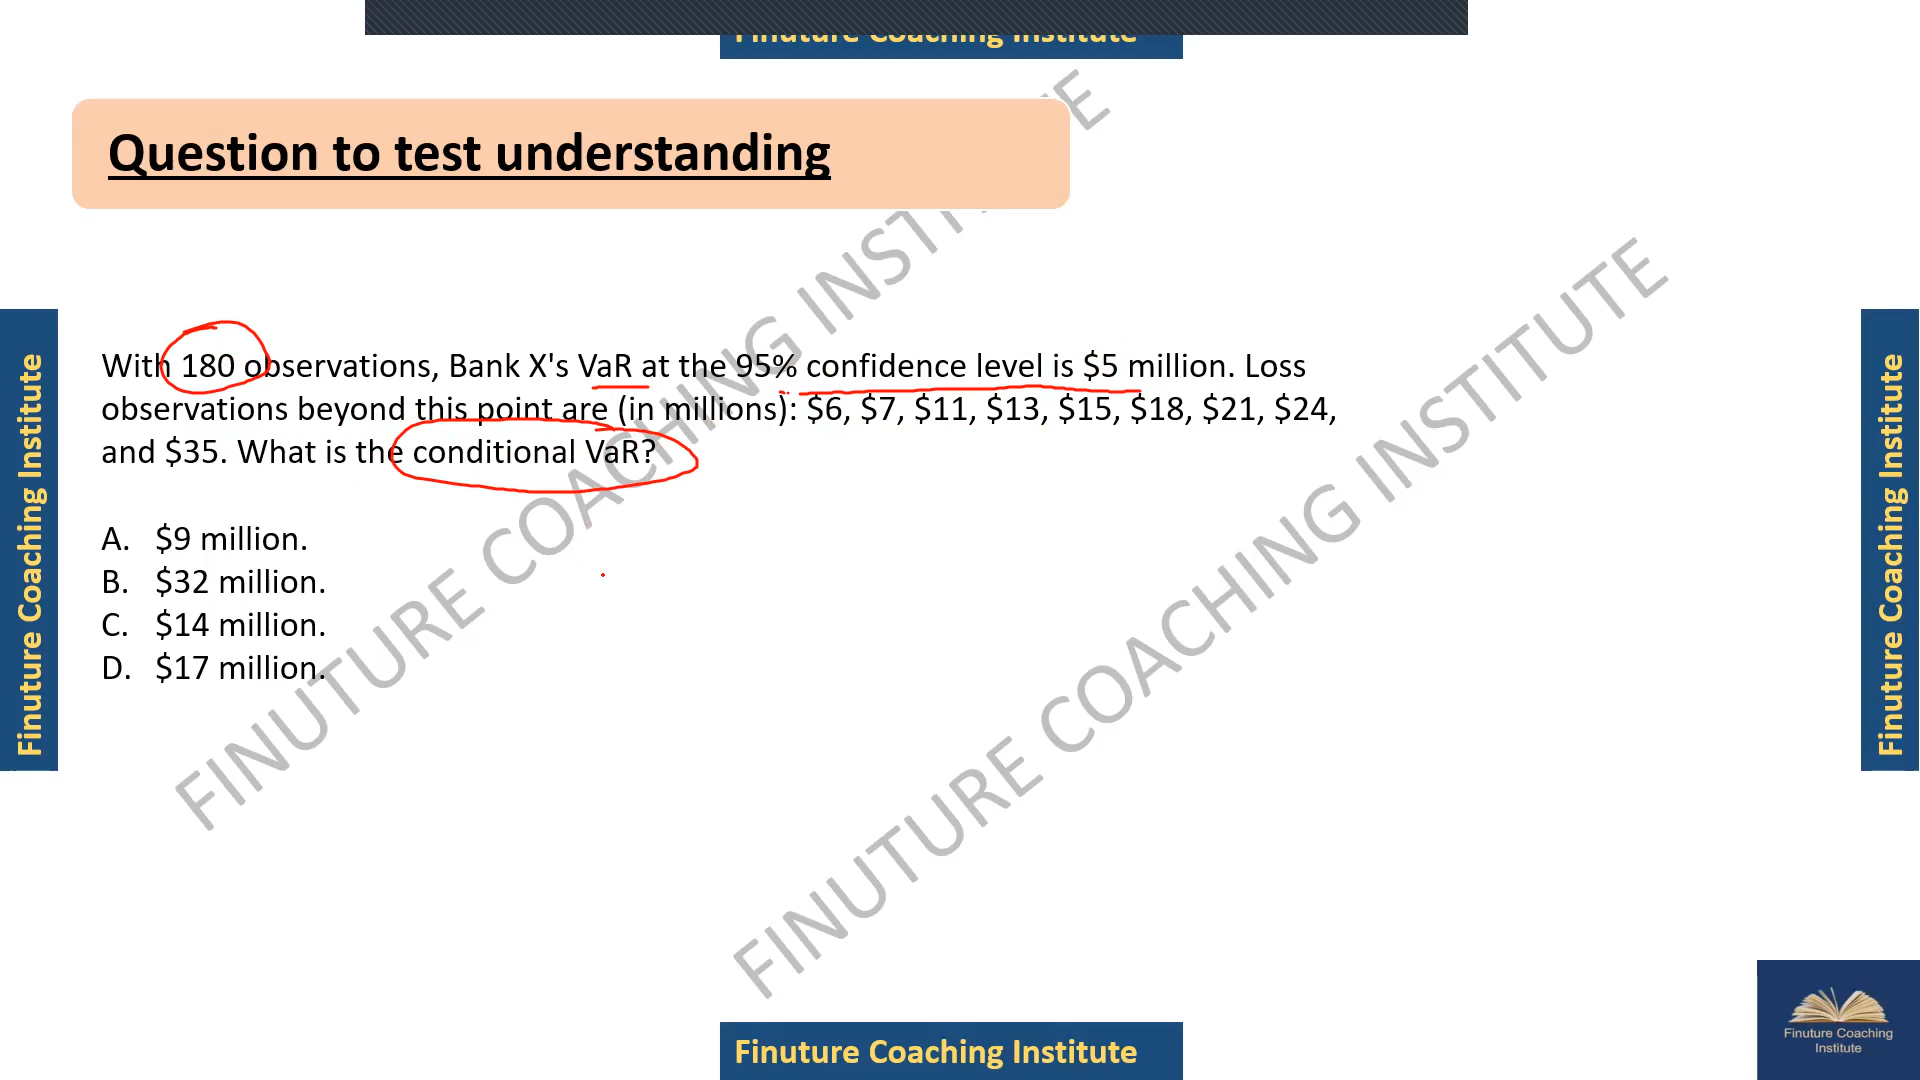 Finuture Coaching Institute
Question to test understanding
With 180 observations, Bank X's VaR at the 95% confidence level is $5 million. Loss
observations beyond this point are (in millions): $6, $7, $11, $13, $15, $18, $21, $24,
and $35. What is the conditional VaR?
A. $9 million.
B. $32 million.
C. $14 million.
D. $17 million.
FINUTURE COACHING INSTITUTE
FINUTURE COACHING INSTITUTE
Finuture Coaching Institute
Finuture Coaching Institute
Finuture Coaching Institute
Finuture Coaching
Institute